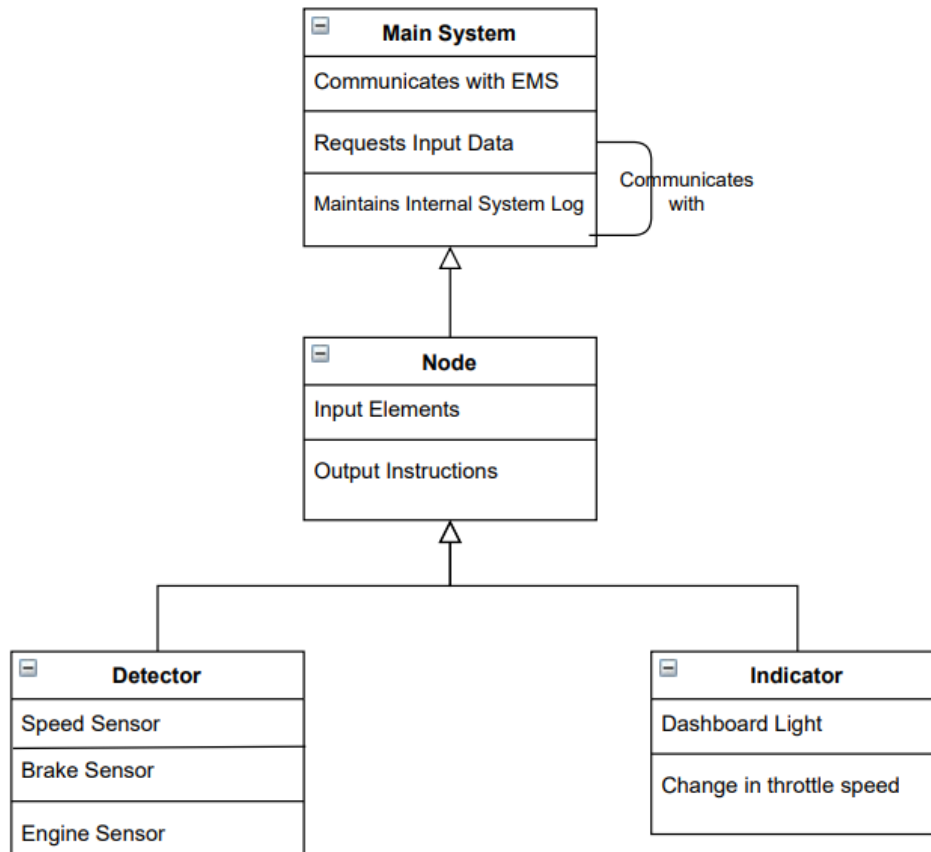 Main System
Communicates with EMS
Requests Input Data
Communicates
with
Maintains Internal System Log
Node
Input Elements
Output Instructions
Detector
Speed Sensor
Brake Sensor
Engine Sensor
Indicator
Dashboard Light
Change in throttle speed